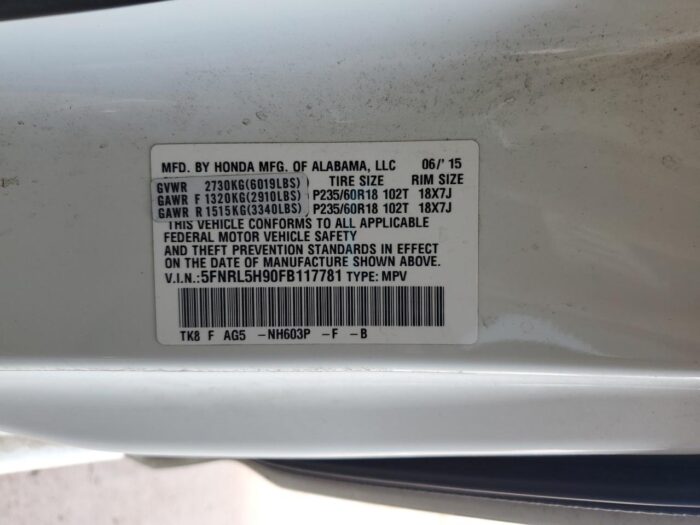 MFD. BY HONDA MFG. OF ALABAMA, LLC 06/'15
GVWR 2730KG(6019LBS) TIRE SIZE RIM SIZE
GAWR F 1320KG(2910LBS) P235/60R18 102T 18X7J
GAWR R 1515KG(3340LBS) P235/60R18 102T 18X7J
THIS VEHICLE CONFORMS TO ALL APPLICABLE
FEDERAL MOTOR VEHICLE SAFETY
AND THEFT PREVENTION STANDARDS IN EFFECT
ON THE DATE OF MANUFACTURE SHOWN ABOVE.
V.I.N.:5FNRL5H90FB117781 TYPE: MPV
TK8 F AG5 -NH603P -F -B